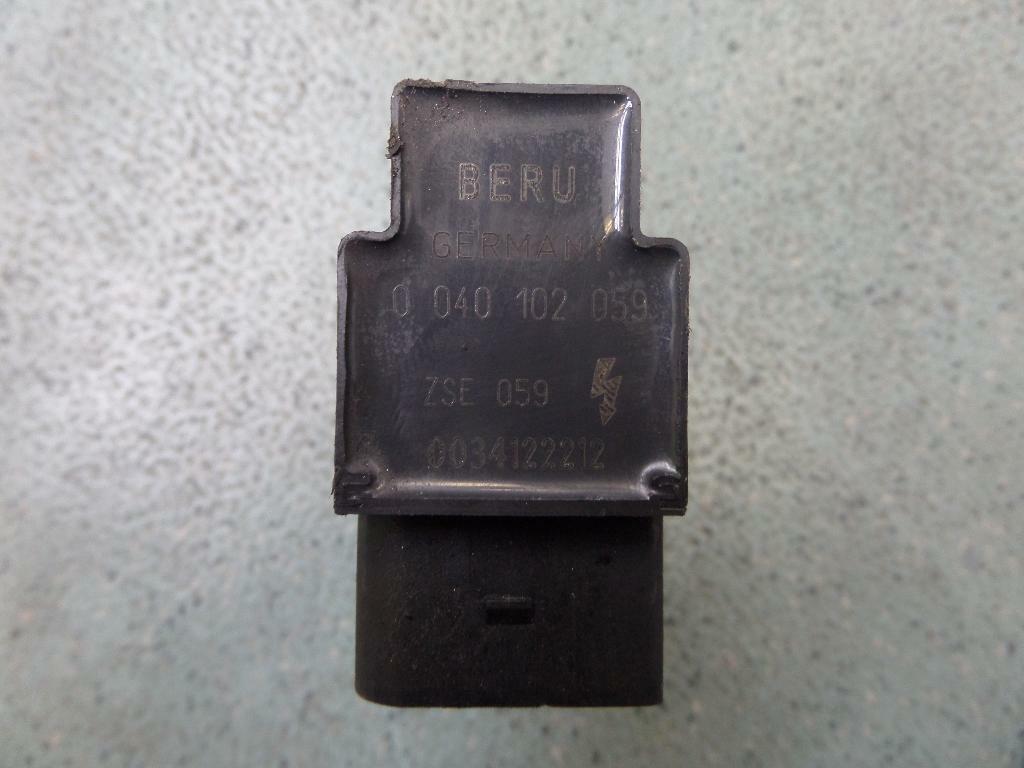 BERU
GERMANY
0 040 102 059
ZSE 059
0034122212